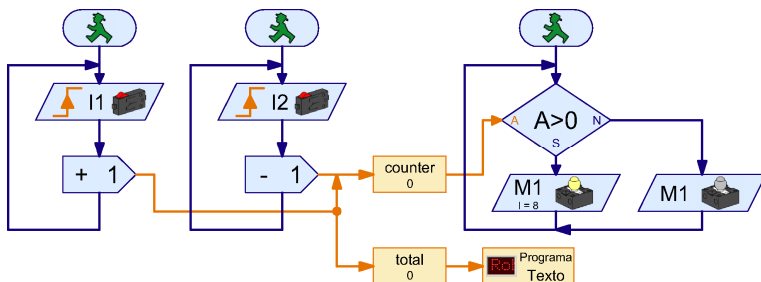 I1
+ 1
I2
- 1
counter
0
total
0
Programa
Texto
A
A>0
N
S
M1
I = 8
M1